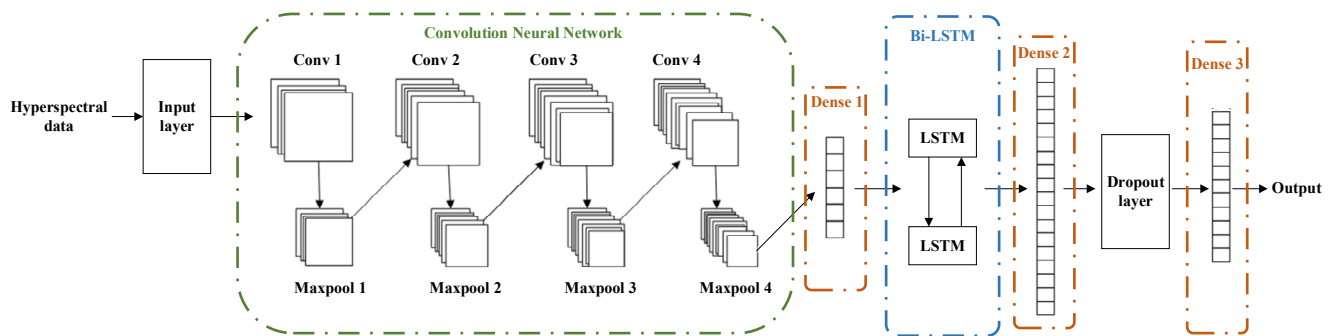 Convolution Neural Network
Conv 1
Conv 2
Conv 3
Conv 4
Maxpool 1
Maxpool 2
Maxpool 3
Maxpool 4
Hyperspectral
data
Input
layer
Dense 1
Bi-LSTM
LSTM
LSTM
Dense 2
Dropout
layer
Dense 3
Output